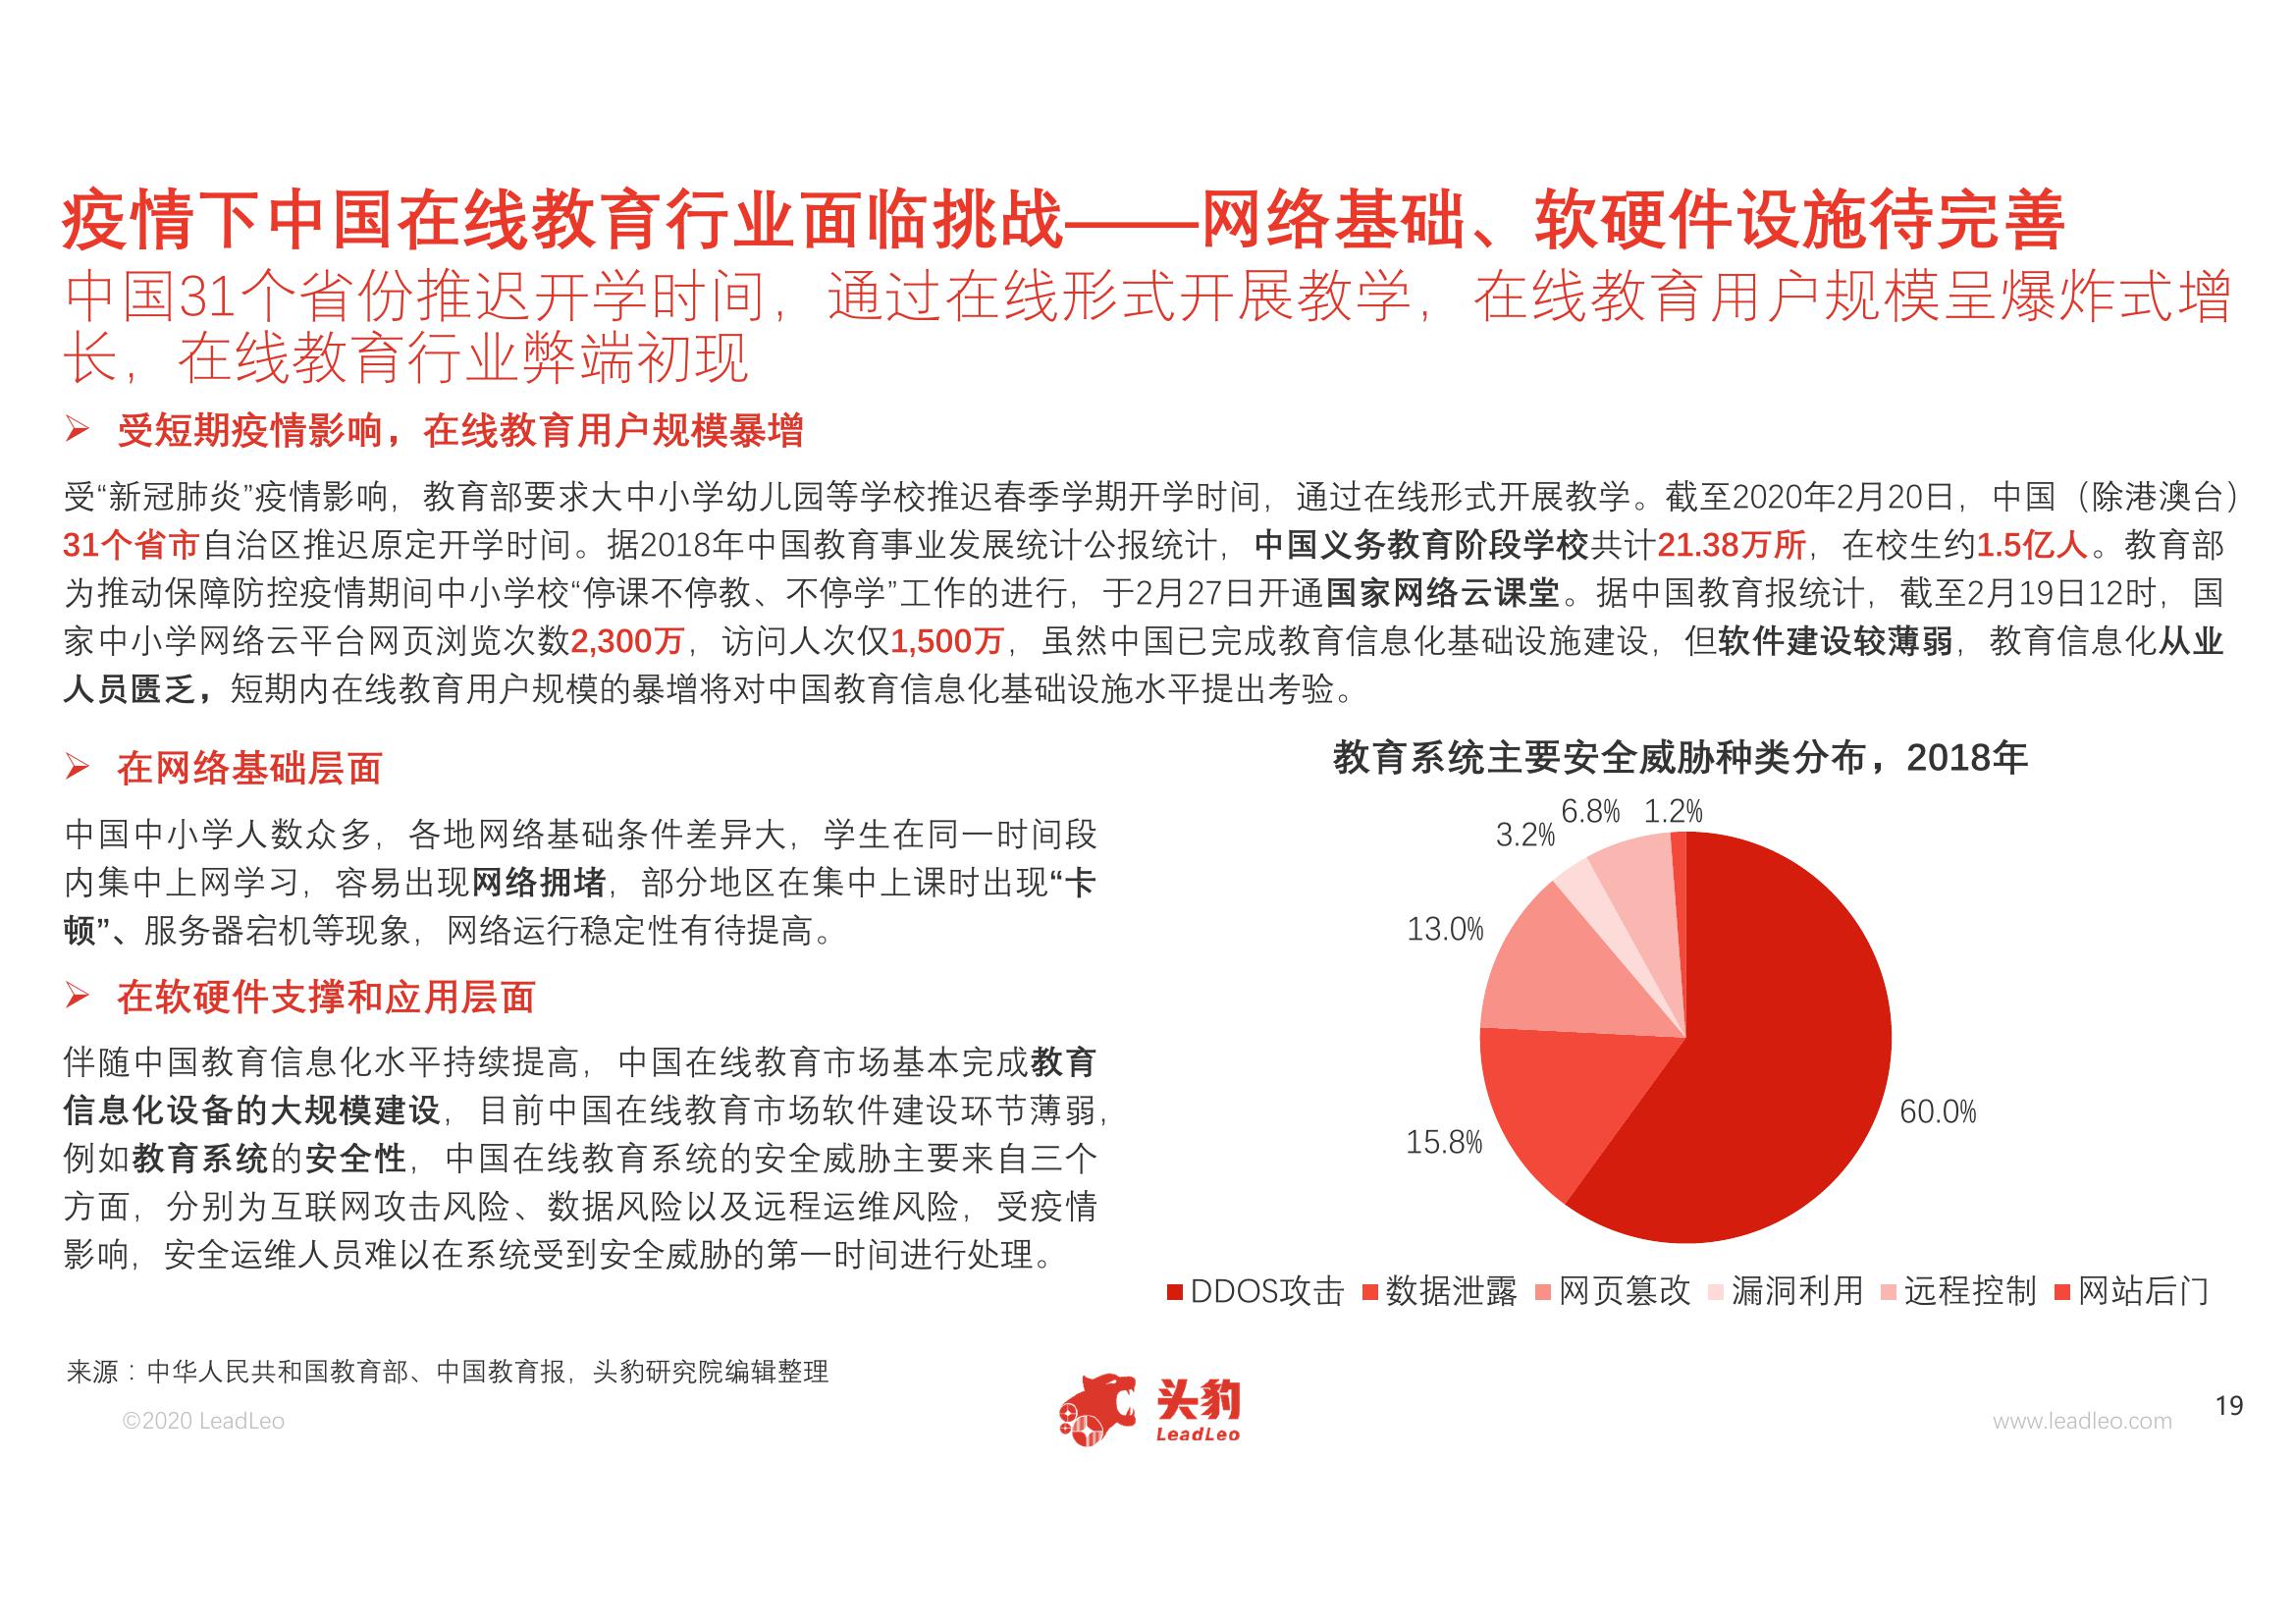 疫情下中国在线教育行业面临挑战——网络基础、软硬件设施待完善
中国31个省份推迟开学时间，通过在线形式开展教学，在线教育用户规模呈爆炸式增
长，在线教育行业弊端初现
➢ 受短期疫情影响，在线教育用户规模暴增
受“新冠肺炎”疫情影响，教育部要求大中小学幼儿园等学校推迟春季学期开学时间，通过在线形式开展教学。截至2020年2月20日，中国（除港澳台）
31个省市自治区推迟原定开学时间。据2018年中国教育事业发展统计公报统计，中国义务教育阶段学校共计21.38万所，在校生约1.5亿人。教育部
为推动保障防控疫情期间中小学校“停课不停教、不停学”工作的进行，于2月27日开通国家网络云课堂。据中国教育报统计，截至2月19日12时，国
家中小学网络云平台网页浏览次数2,300万，访问人次仅1,500万，虽然中国已完成教育信息化基础设施建设，但软件建设较薄弱，教育信息化从业
人员匮乏，短期内在线教育用户规模的暴增将对中国教育信息化基础设施水平提出考验。
➢ 在网络基础层面
中国中小学人数众多，各地网络基础条件差异大，学生在同一时间段
内集中上网学习，容易出现网络拥堵，部分地区在集中上课时出现“卡
顿”、服务器宕机等现象，网络运行稳定性有待提高。
➢ 在软硬件支撑和应用层面
伴随中国教育信息化水平持续提高，中国在线教育市场基本完成教育
信息化设备的大规模建设，目前中国在线教育市场软件建设环节薄弱，
例如教育系统的安全性，中国在线教育系统的安全威胁主要来自三个
方面，分别为互联网攻击风险、数据风险以及远程运维风险，受疫情
影响，安全运维人员难以在系统受到安全威胁的第一时间进行处理。
教育系统主要安全威胁种类分布，2018年
6.8% 1.2%
3.2%
13.0%
60.0%
15.8%
DDOS攻击 数据泄露 网页篡改 漏洞利用 远程控制 网站后门
来源：中华人民共和国教育部、中国教育报，头豹研究院编辑整理
©2020 LeadLeo
头豹
LeadLeo
www.leadleo.com
19